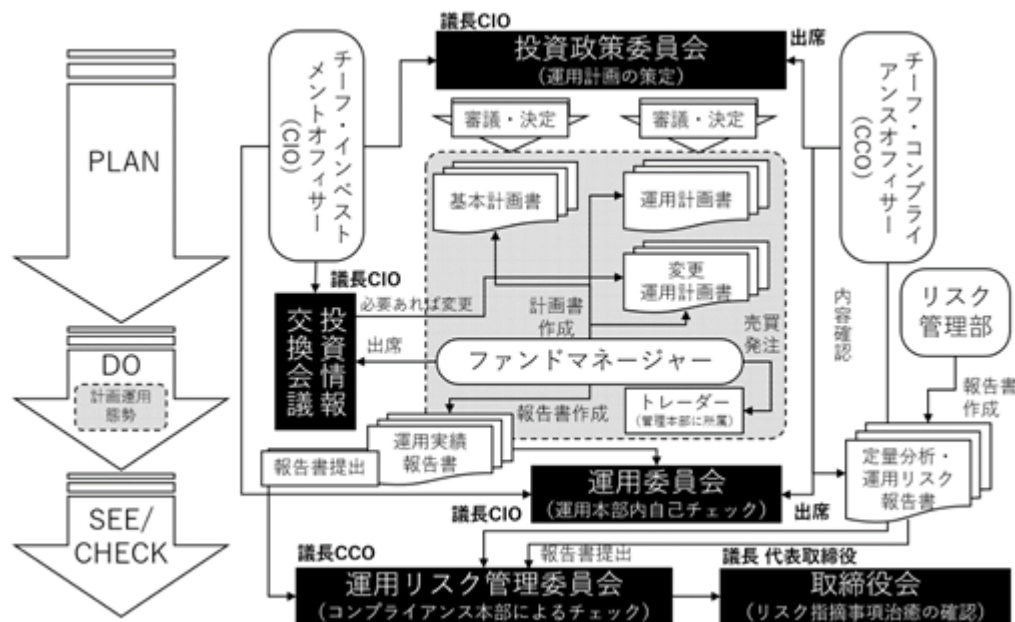 議長CIO
投資政策委員会
(運用計画の策定)
出席
チーフ・インベスト
メントオフィサー
(CIO)
チーフ・コンプライ
アンスオフィサー
(CCO)
審議・決定
審議・決定
PLAN
基本計画書
運用計画書
議長CIO
変更
運用計画書
必要あれば変更
計画書
作成
投資情報
交換会議
出席
売買
発注
内容確認
リスク
管理部
ファンドマネージャー
DO
計画運用
態勢
報告書作成
トレーダー
(管理本部に所属)
報告書
作成
運用実績
報告書
報告書提出
定量分析・
運用リスク
報告書
運用委員会
(運用本部内自己チェック)
議長CIO
出席
SEE/
CHECK
議長CCO
報告書提出
議長 代表取締役
運用リスク管理委員会
(コンプライアンス本部によるチェック)
取締役会
(リスク指摘事項治癒の確認)